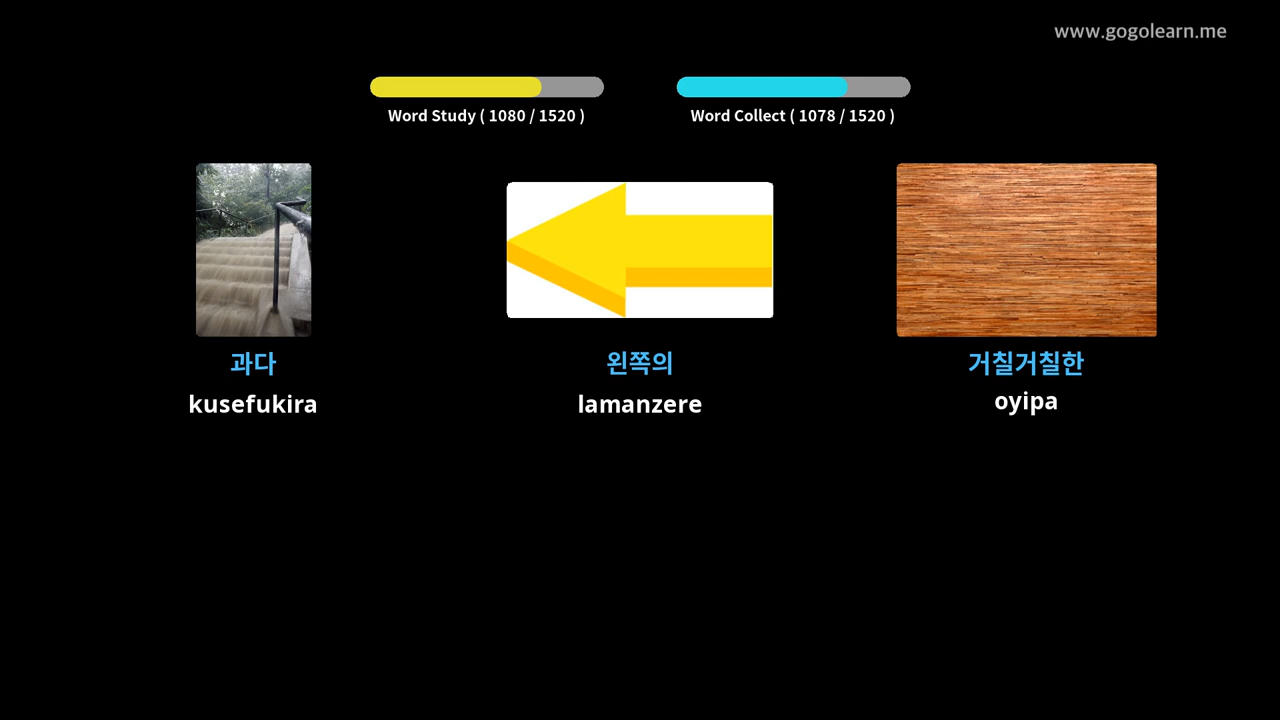 www.gogolearn.me
Word Study ( 1080 / 1520 )
Word Collect ( 1078 / 1520 )
과다
왼쪽의
거칠거칠한
kusefukira
lamanzere
oyipa